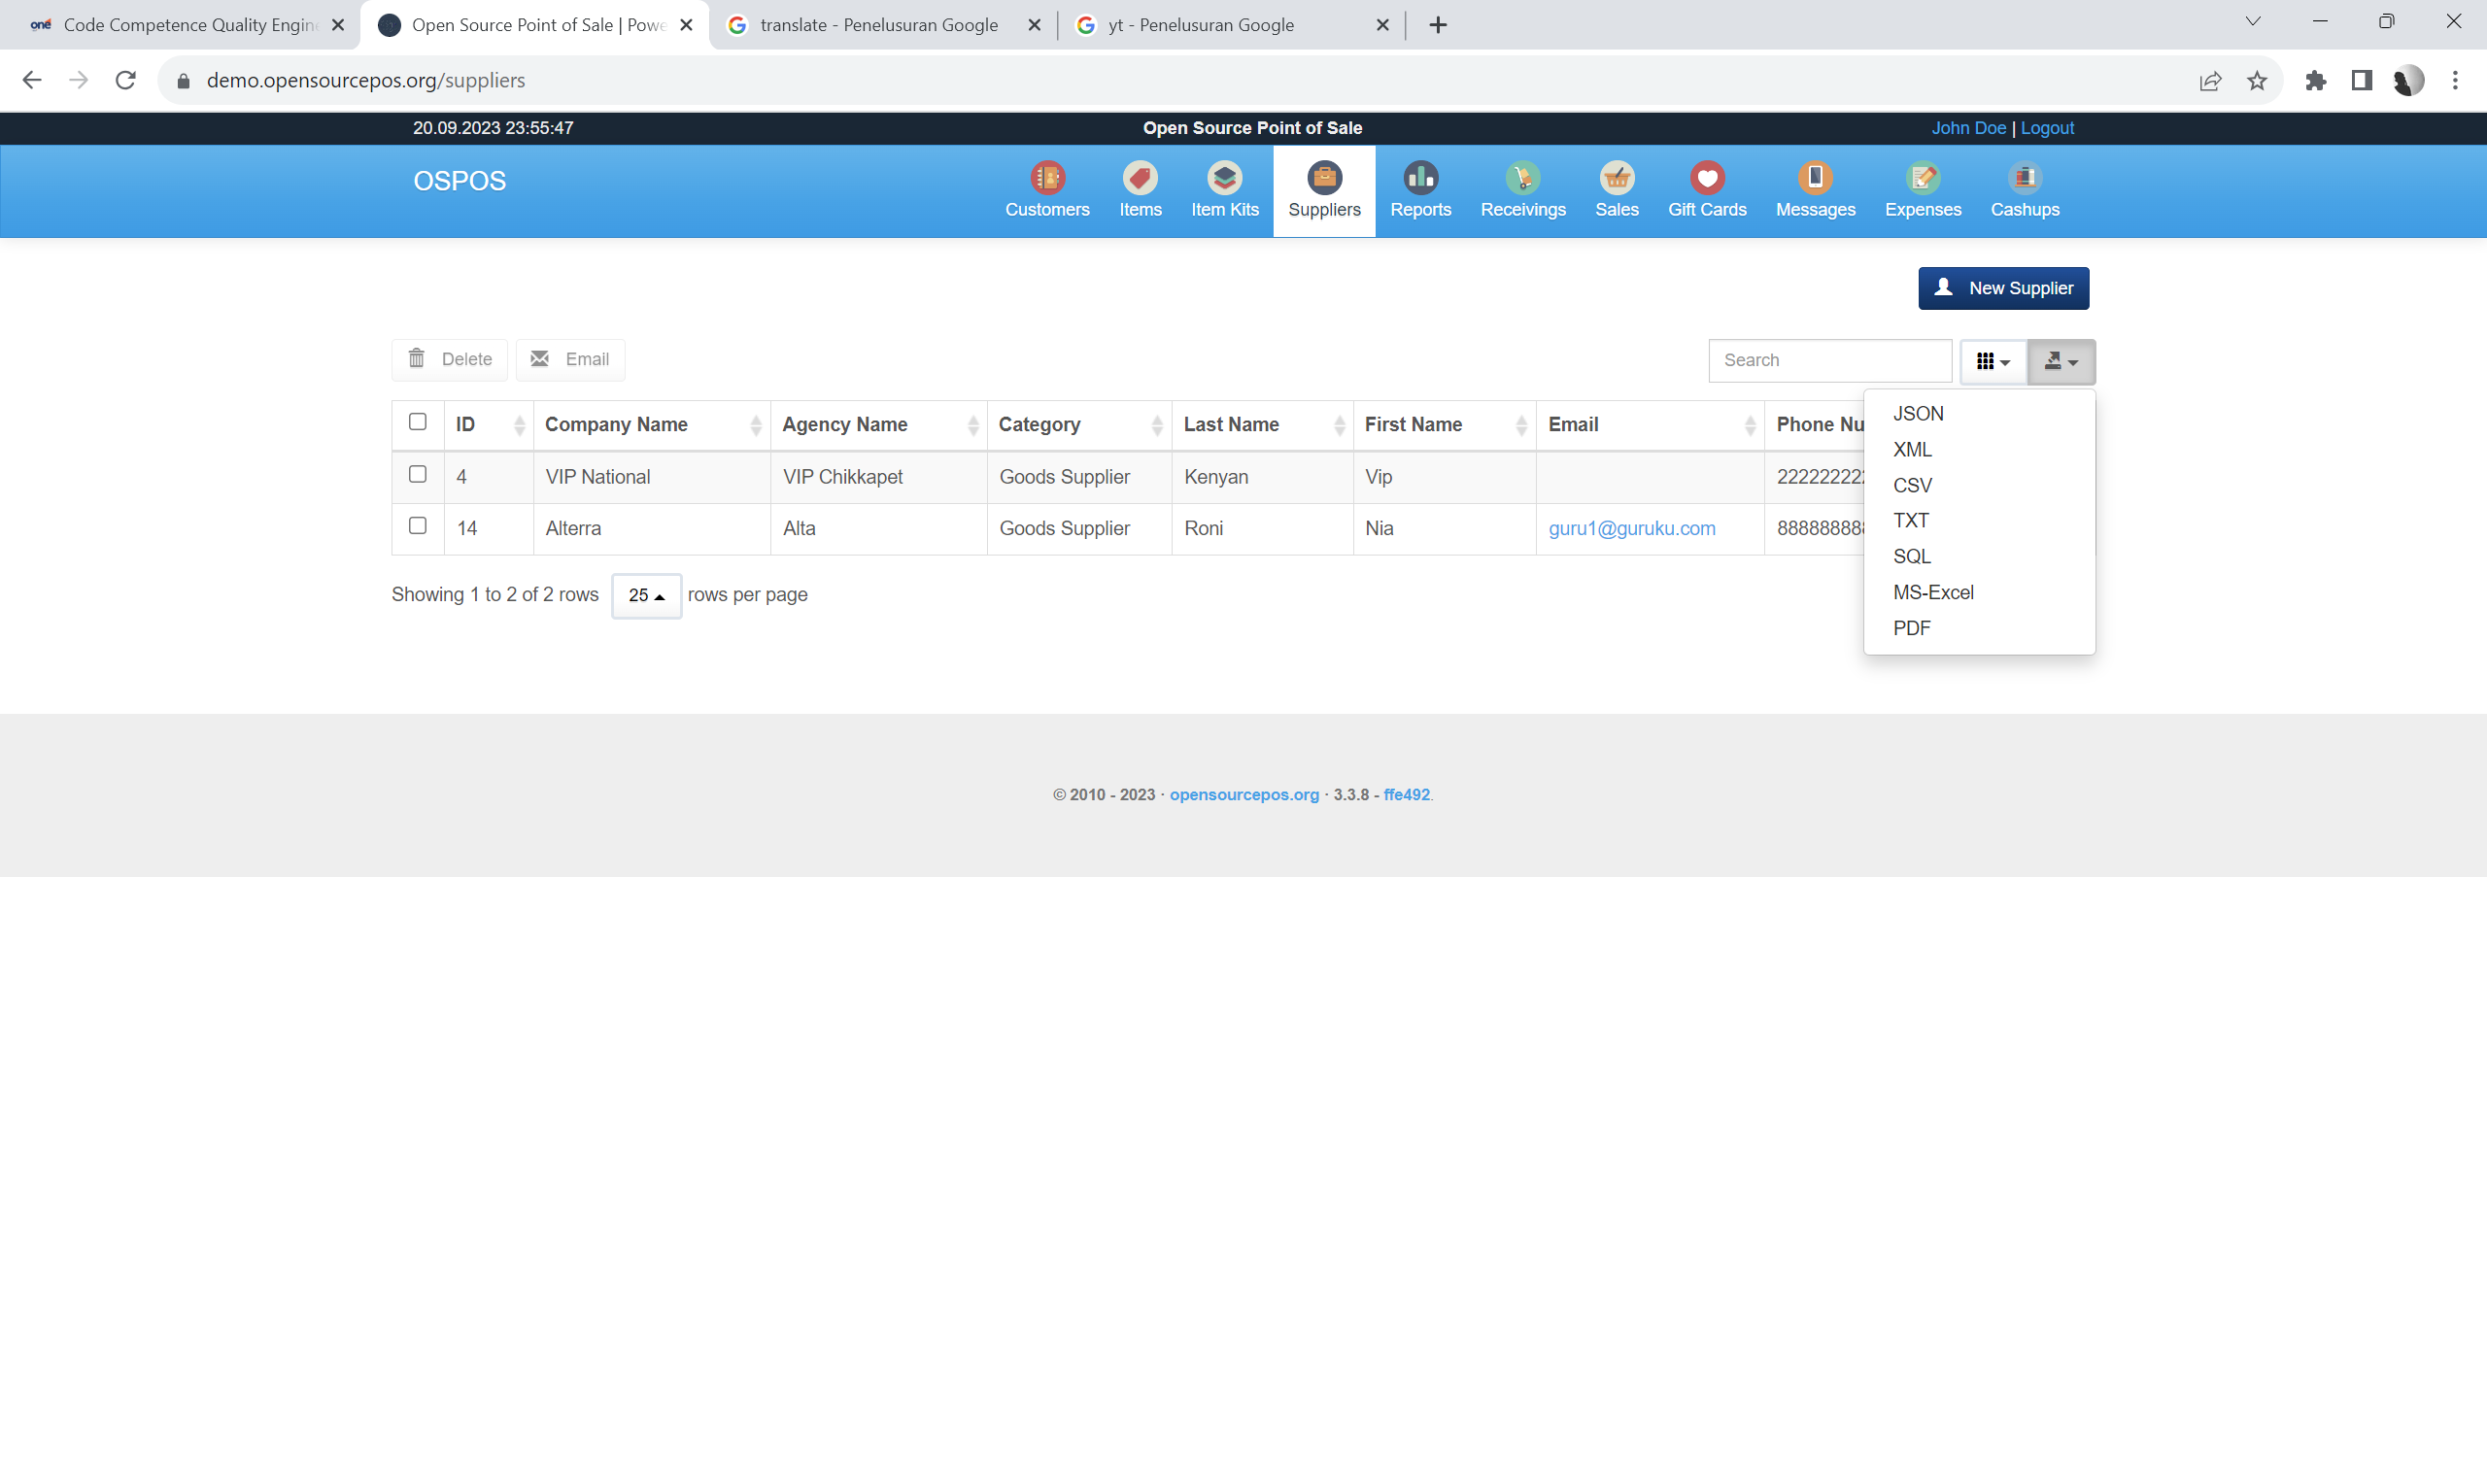 one Code Competence Quality Engine
Open Source Point of Sale | Powe
translate - Penelusuran Google
yt - Penelusuran Google
demo.opensourcepos.org/suppliers
20.09.2023 23:55:47
Open Source Point of Sale
John Doe | Logout
OSPOS
Customers
Items
Item Kits
Suppliers
Reports
Receivings
Sales
Gift Cards
Messages
Expenses
Cashups
New Supplier
Delete
Email
Search
ID Company Name Agency Name Category Last Name First Name Email Phone Nu
4 VIP National VIP Chikkapet Goods Supplier Kenyan Vip
14 Alterra Alta Goods Supplier Roni Nia guru1@guruku.com
JSON
XML
CSV
TXT
SQL
MS-Excel
PDF
Showing 1 to 2 of 2 rows 25 rows per page
© 2010 - 2023 · opensourcepos.org · 3.3.8 - ffe492.